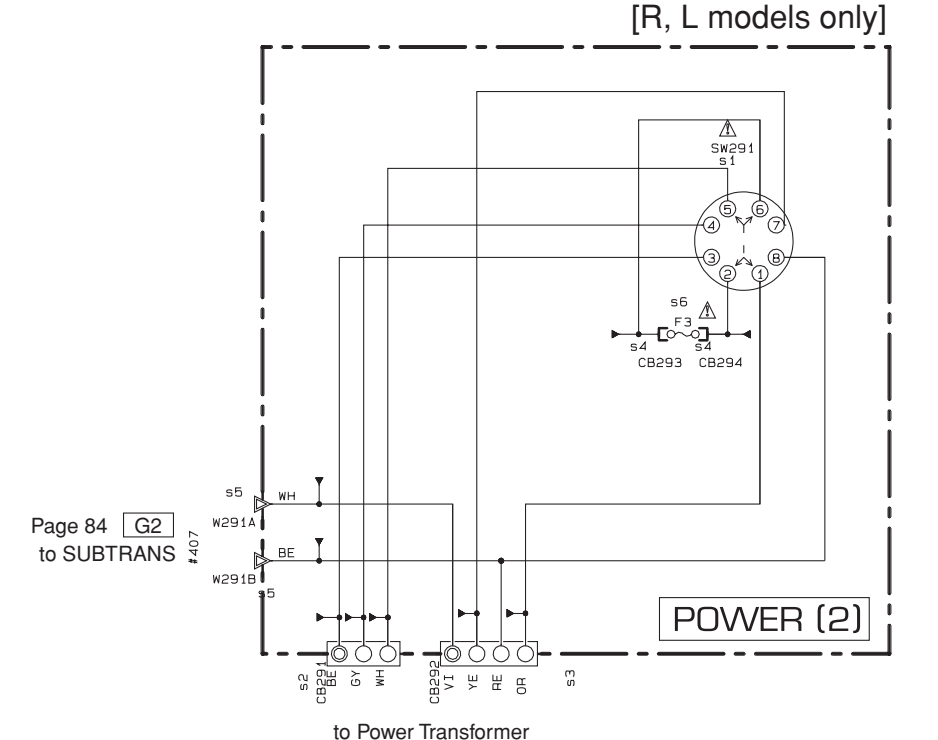 [R, L models only]
SW291
s1
5 6
4 7
3 8
2 1
s6
F3
s4 s4
CB293 CB294
s5 WH
W291A
Page 84 G2
to SUBTRANS
#407
BE
W291B
s5
POWER (2)
s2
CB291
BE
GY
WH
CB292
VI
YE
RE
OR
s3
to Power Transformer